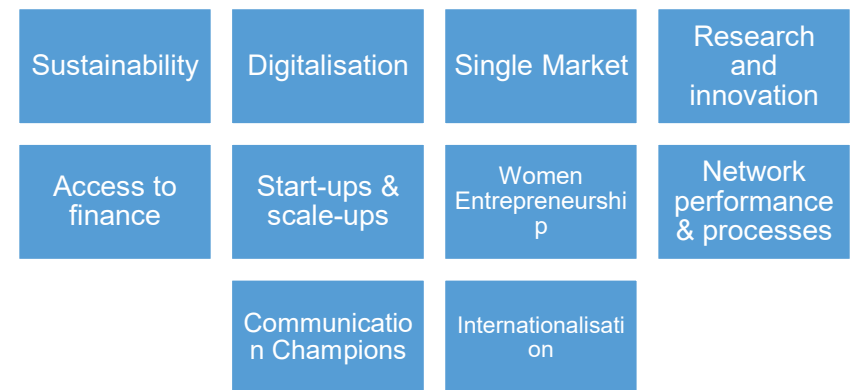 Sustainability
Digitalisation
Single Market
Research
and
innovation
Access to
finance
Start-ups &
scale-ups
Women
Entrepreneurshi
p
Network
performance
& processes
Communicatio
n Champions
Internationalisati
on